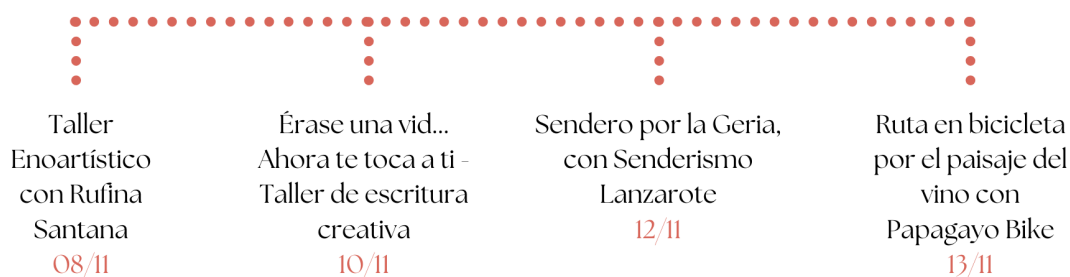 Taller
Enoartístico
con Rufina
Santana
08/11
Érase una vid...
Ahora te toca a ti -
Taller de escritura
creativa
10/11
Sendero por la Geria,
con Senderismo
Lanzarote
12/11
Ruta en bicicleta
por el paisaje del
vino con
Papagayo Bike
13/11